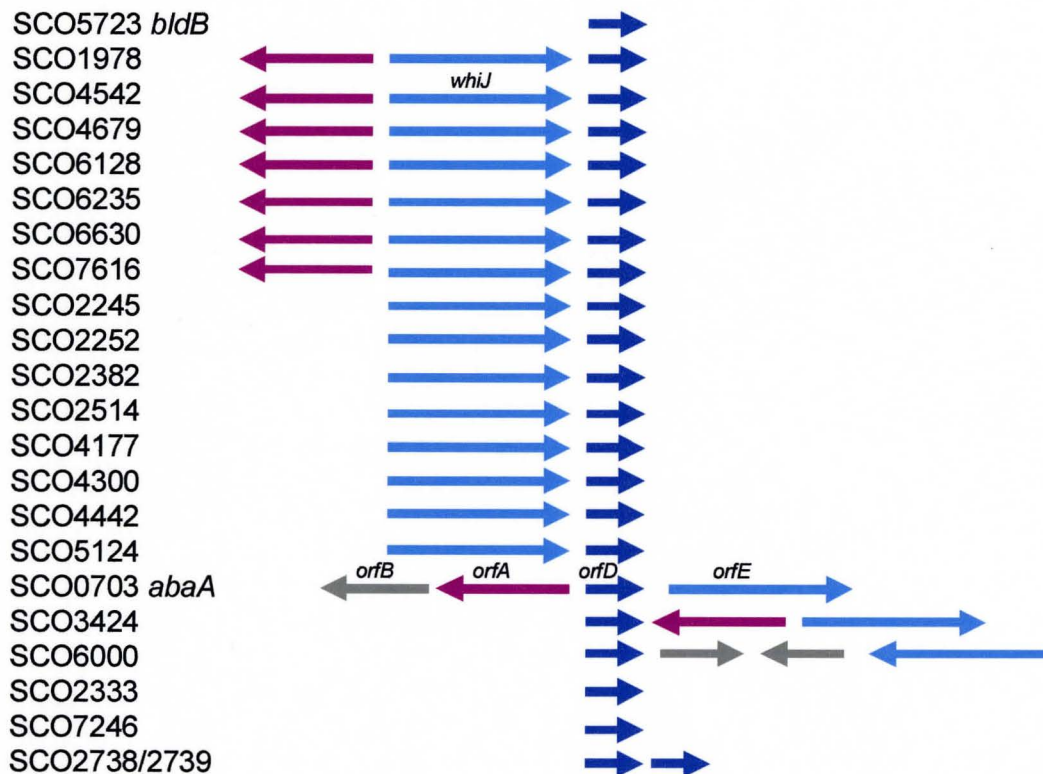 SCO5723 bldB
SCO1978
whiJ
SCO4542
SCO4679
SCO6128
SCO6235
SCO6630
SCO7616
SCO2245
SCO2252
SCO2382
SCO2514
SCO4177
SCO4300
SCO4442
SCO5124
orfB orfA orfD orfE
SCO0703 abaA
SCO3424
SCO6000
SCO2333
SCO7246
SCO2738/2739